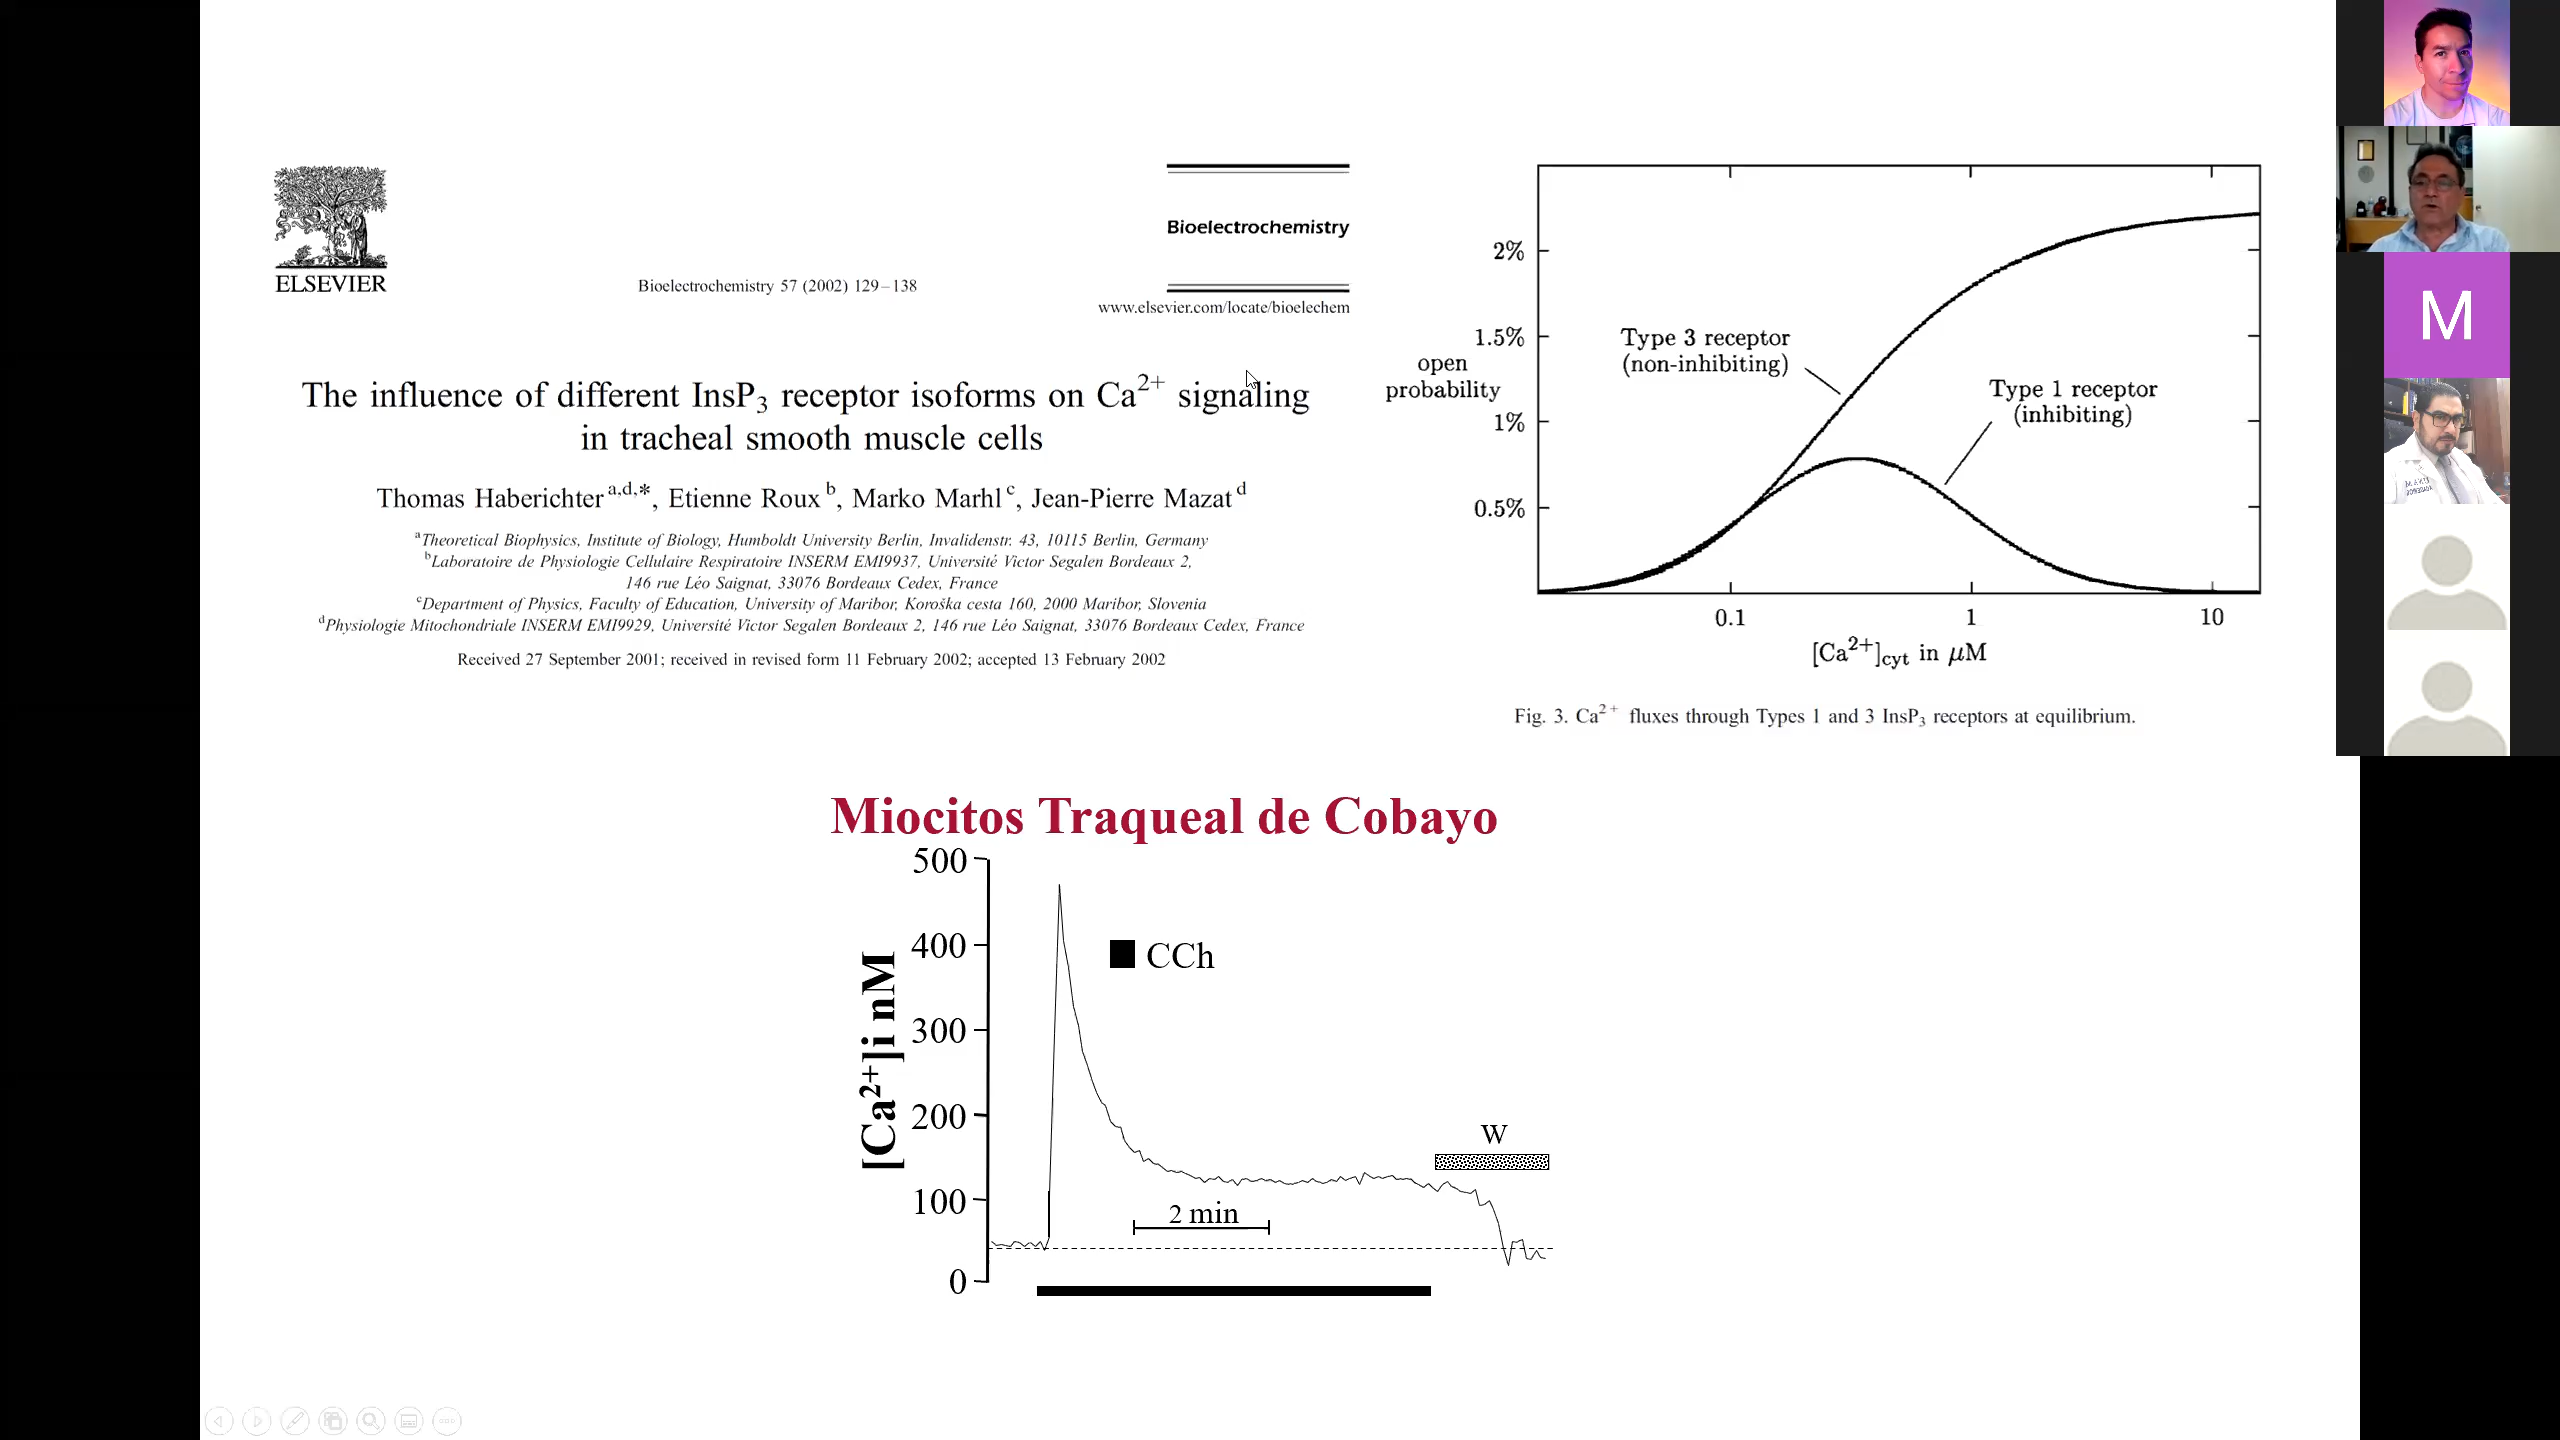 ELSEVIER
Bioelectrochemistry 57 (2002) 129–138
Bioelectrochemistry
www.elsevier.com/locate/bioelechem
The influence of different InsP3 receptor isoforms on Ca2+ signaling
in tracheal smooth muscle cells
Thomas Haberichter a,d,*, Etienne Roux b, Marko Marhl c, Jean-Pierre Mazat d
a Theoretical Biophysics, Institute of Biology, Humboldt University Berlin, Invalidenstr. 43, 10115 Berlin, Germany
b Laboratoire de Physiologie Cellulaire Respiratoire INSERM EMI9937, Université Victor Segalen Bordeaux 2,
146 rue Léo Saignat, 33076 Bordeaux Cedex, France
c Department of Physics, Faculty of Education, University of Maribor, Koroška cesta 160, 2000 Maribor, Slovenia
d Physiologie Mitochondriale INSERM EMI9929, Université Victor Segalen Bordeaux 2, 146 rue Léo Saignat, 33076 Bordeaux Cedex, France
Received 27 September 2001; received in revised form 11 February 2002; accepted 13 February 2002
2%
1.5%
1%
0.5%
open
probability
Type 3 receptor
(non-inhibiting)
Type 1 receptor
(inhibiting)
0.1 1 10
[Ca2+]cyt in μM
Fig. 3. Ca2+ fluxes through Types 1 and 3 InsP3 receptors at equilibrium.
Miocitos Traqueal de Cobayo
[Ca2+]i nM
500
400
300
200
100
0
CCh
W
2 min
M